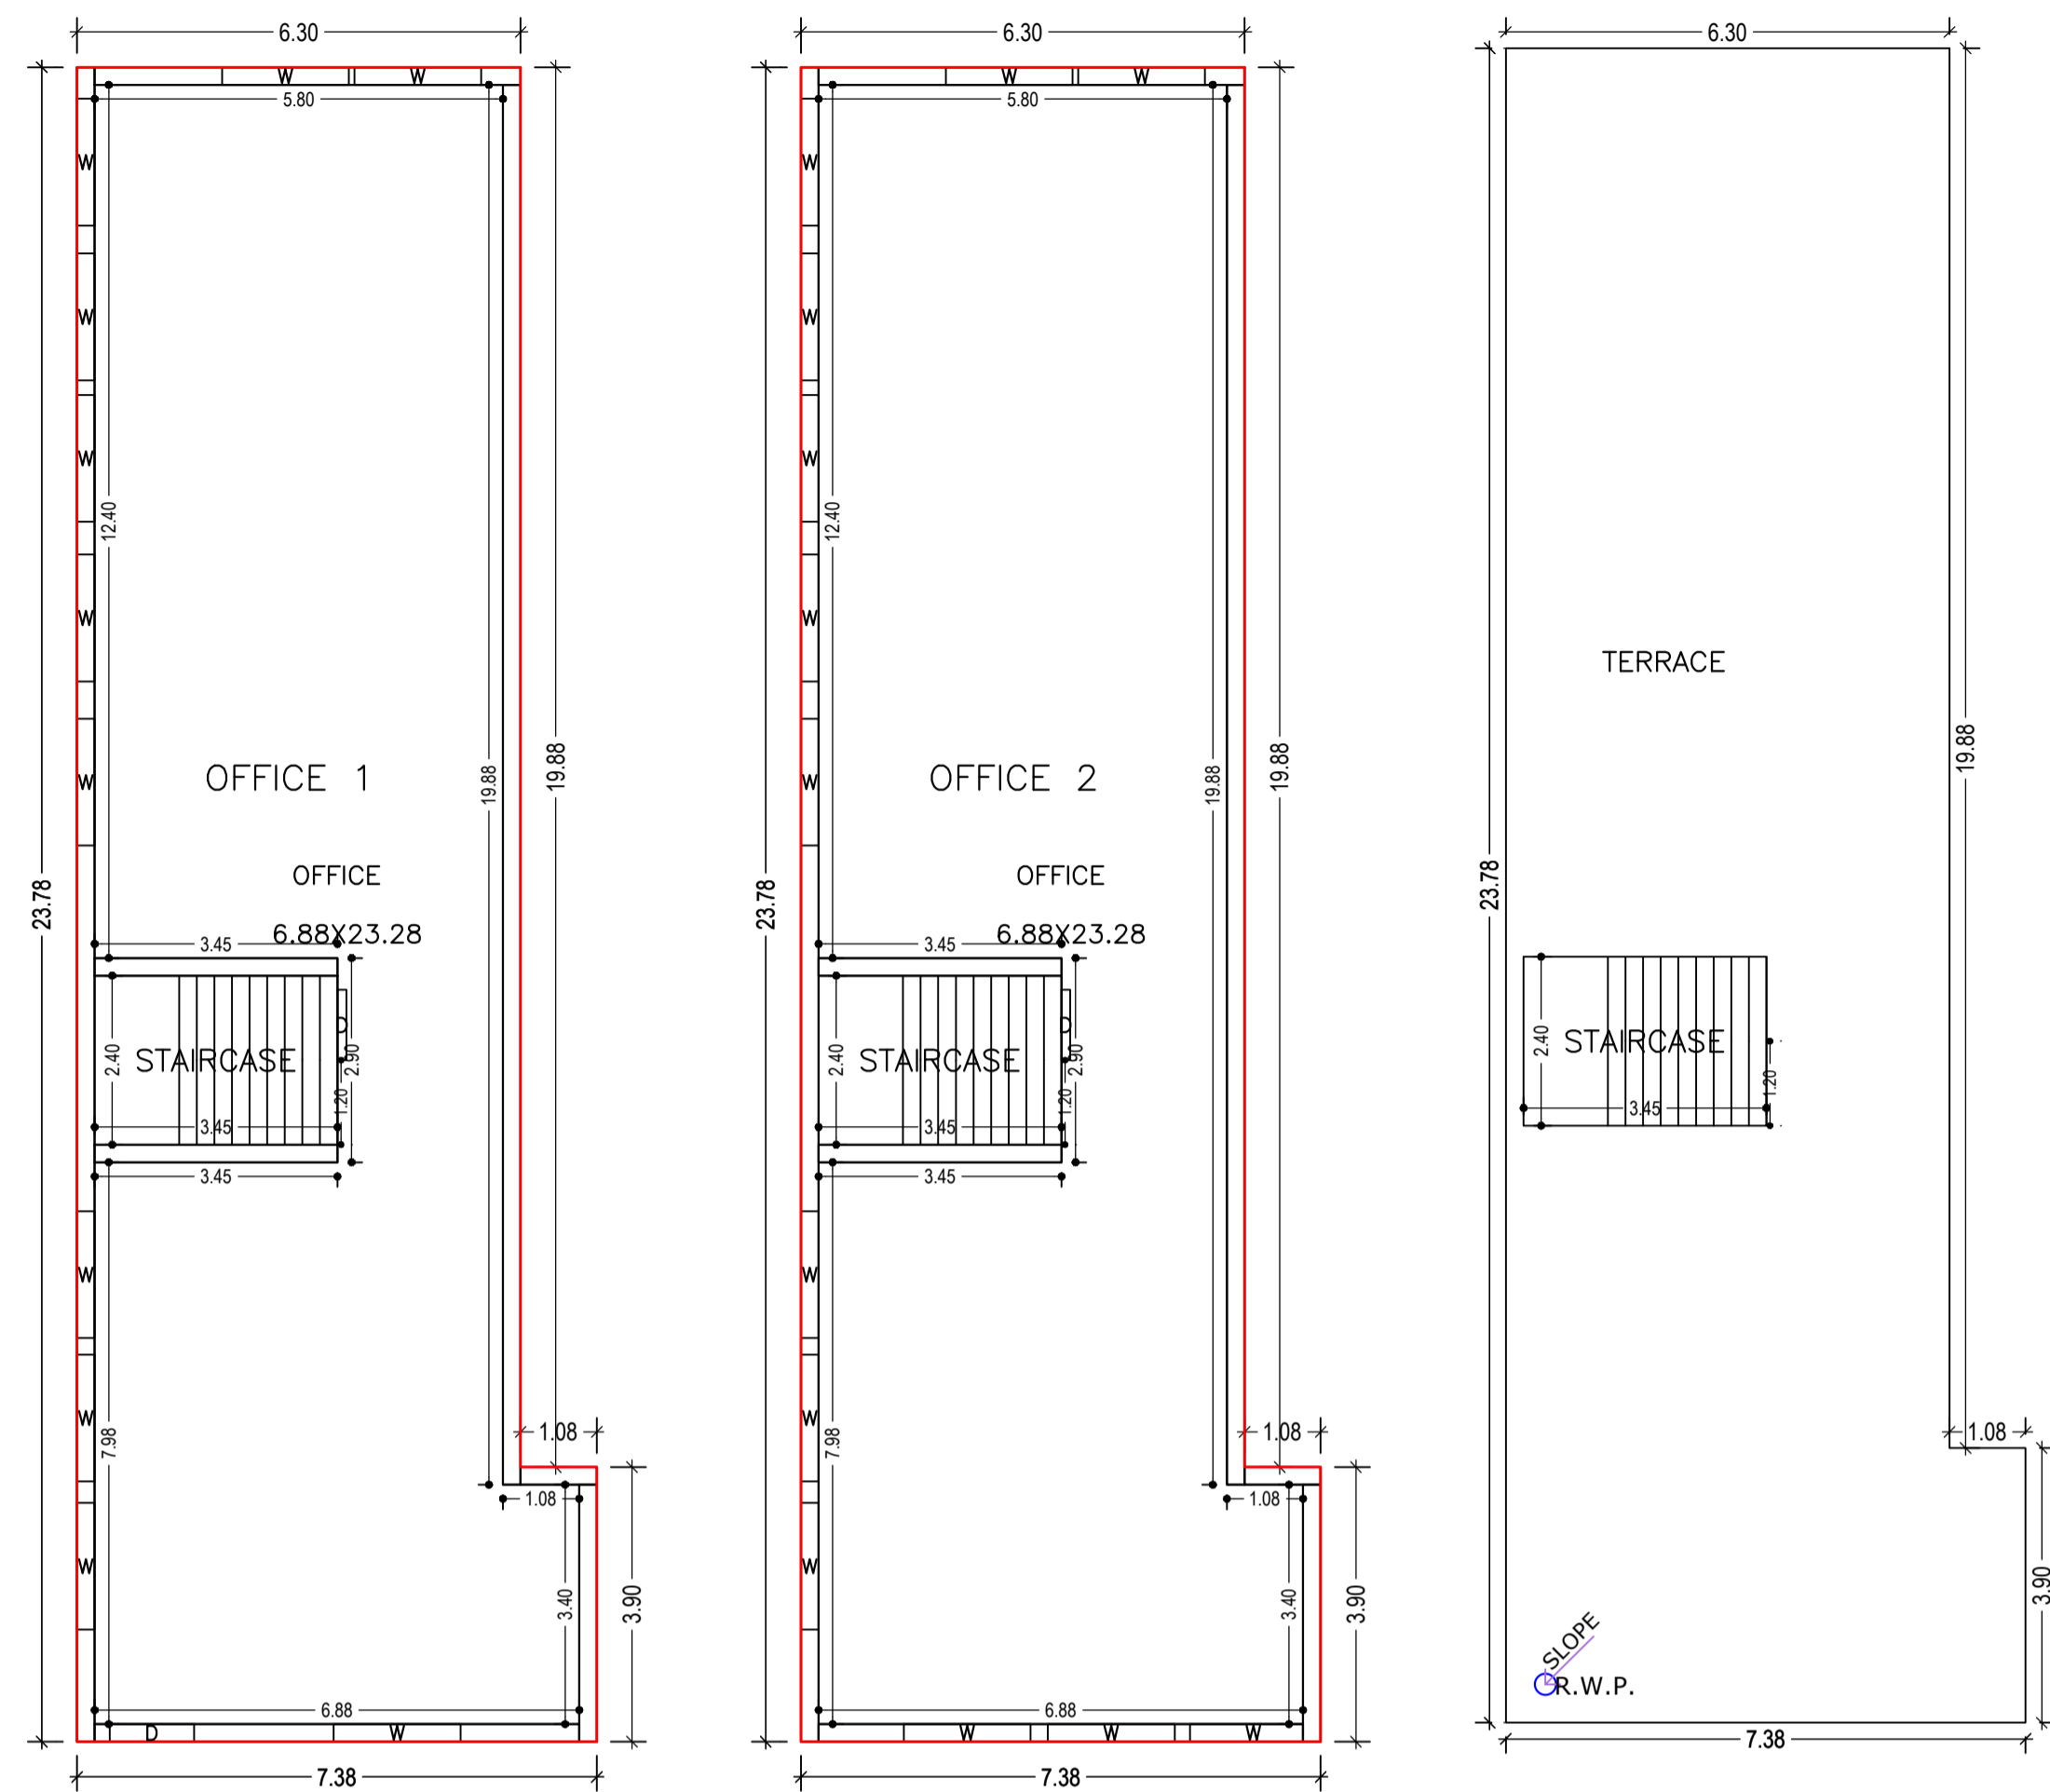 6.30
W W
5.80
W
W
W
12.40
W
W
OFFICE 1
19.88
19.88
OFFICE
23.78
6.88X23.28
3.45
D
STAIRCASE
2.40
2.90
1.20
3.45
3.45
W
W
7.98
1.08
1.08
W
3.40
3.90
6.88
D W
7.38
6.30
W W
5.80
W
W
W
12.40
W
W
OFFICE 2
19.88
19.88
OFFICE
23.78
6.88X23.28
3.45
D
STAIRCASE
2.40
2.90
1.20
3.45
3.45
W
W
7.98
1.08
1.08
W
3.40
3.90
6.88
W W W
7.38
6.30
TERRACE
19.88
23.78
STAIRCASE
2.40
1.20
3.45
1.08
3.90
SLOPE
R.W.P.
7.38